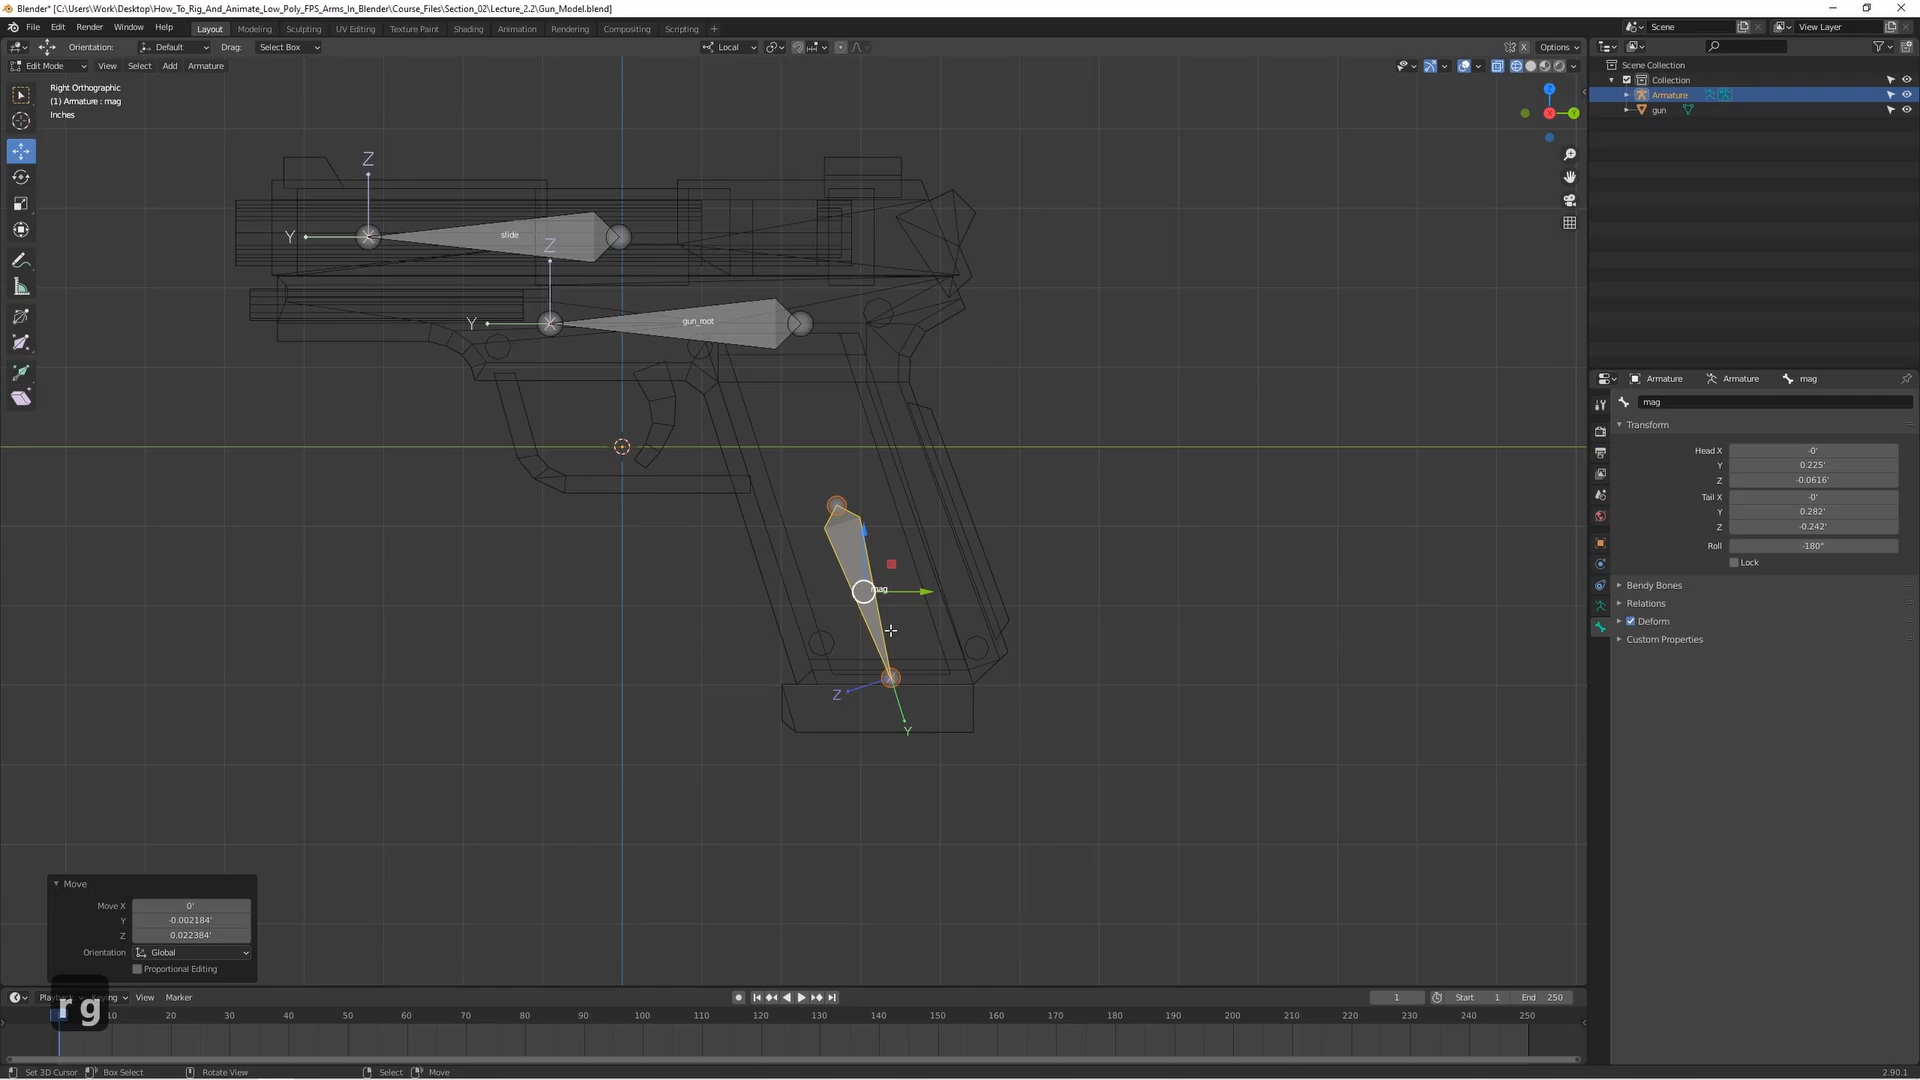 Blender* [C:\Users\Work\Desktop\How_To_Rig_And_Animate_Low_Poly_FPS_Arms_In_Blender\Course_Files\Section_02\Lecture_2.2\Gun_Model.blend]
File Edit Render Window Help Layout Modeling Sculpting UV Editing Texture Paint Shading Animation Rendering Compositing Scripting + Scene View Layer
Orientation: Default Drag: Select Box Local X Options
Edit Mode View Select Add Armature
Scene Collection
Collection
Armature
gun
Right Orthographic
(1) Armature : mag
Inches
Z
X
Y
Z
Y
slide
Z
Y
gun_root
mag
Z
Y
Armature Armature mag
mag
Transform
Head X -0'
Y 0.225'
Z -0.0616'
Tail X -0'
Y 0.282'
Z -0.242'
Roll -180°
Lock
Bendy Bones
Relations
Deform
Custom Properties
Move
Move X 0'
Y -0.002184'
Z 0.022384'
Orientation Global
Proportional Editing
r g
Playback Keying View Marker 1 Start 1 End 250
10 20 30 40 50 60 70 80 90 100 110 120 130 140 150 160 170 180 190 200 210 220 230 240 250
Set 3D Cursor Box Select Rotate View Select Move 2.90.1